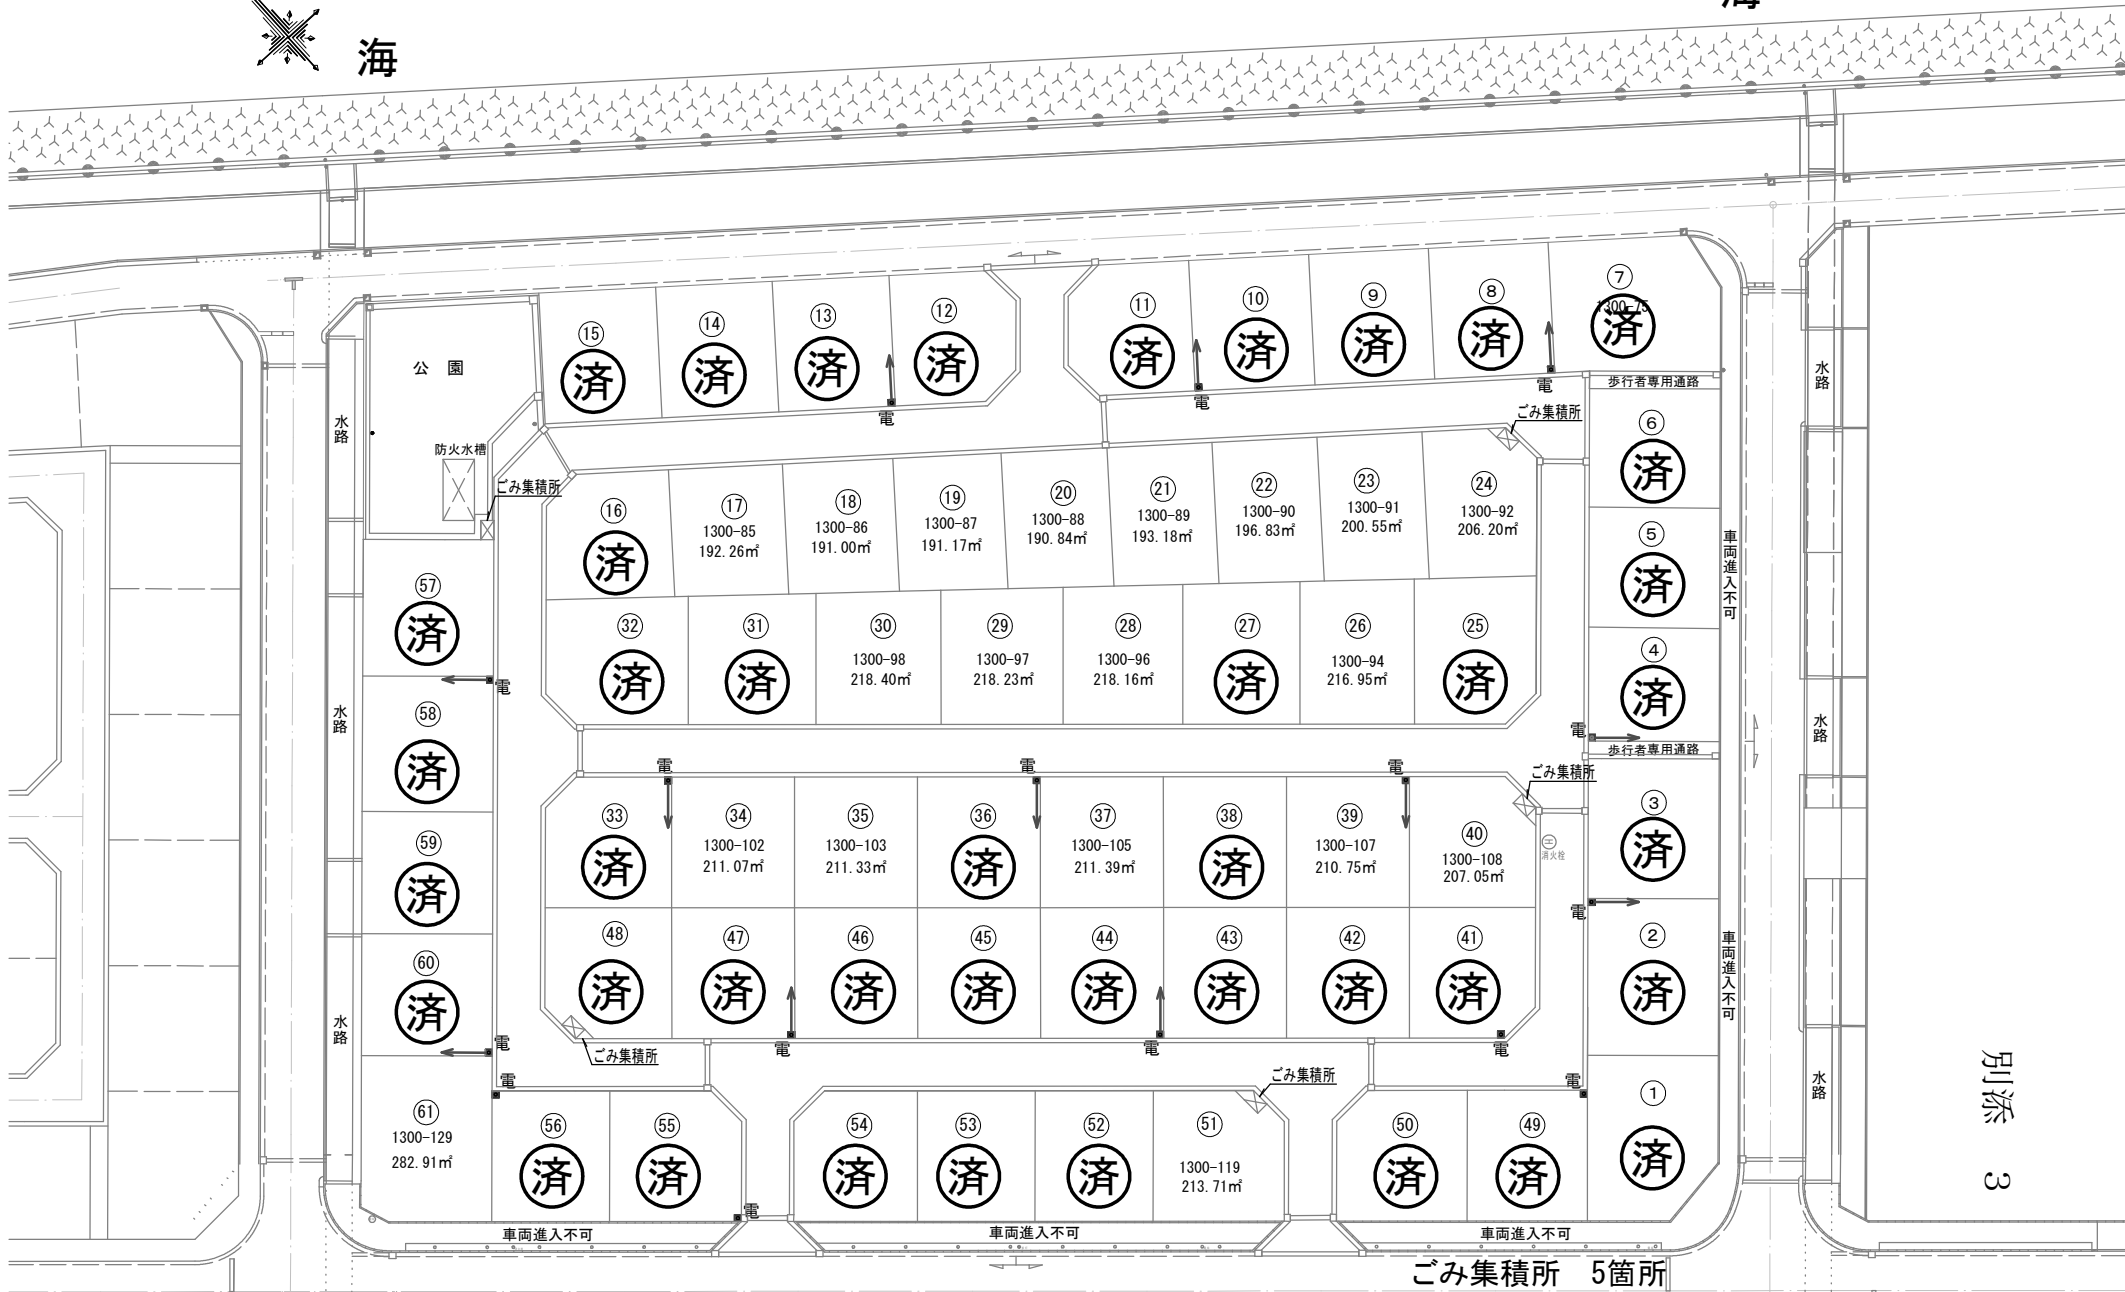 海
海
⑦
1300-75
済
⑧
済
⑨
済
⑩
済
⑪
済
⑫
済
⑬
済
⑭
済
⑮
済
電
電
電
公 園
水路
水路
歩行者専用通路
ごみ集積所
防火水槽
ごみ集積所
⑥
済
⑯
済
⑰
1300-85
192.26㎡
⑱
1300-86
191.00㎡
⑲
1300-87
191.17㎡
⑳
1300-88
190.84㎡
㉑
1300-89
193.18㎡
㉒
1300-90
196.83㎡
㉓
1300-91
200.55㎡
㉔
1300-92
206.20㎡
⑤
済
車両進入不可
㊼
済
㉜
済
㉛
済
㉚
1300-98
218.40㎡
㉙
1300-97
218.23㎡
㉘
1300-96
218.16㎡
㉗
済
㉖
1300-94
216.95㎡
㉕
済
④
済
電
電
歩行者専用通路
水路
水路
58
済
電
電
電
ごみ集積所
㉝
済
㉞
1300-102
211.07㎡
㉟
1300-103
211.33㎡
㊱
済
㊲
1300-105
211.39㎡
㊳
済
㊴
1300-107
210.75㎡
㊵
1300-108
207.05㎡
消火栓
③
済
59
済
電
㊽
済
㊼
済
㊻
済
㊺
済
㊹
済
㊸
済
㊷
済
㊶
済
②
済
車両進入不可
60
済
水路
電
ごみ集積所
電
電
電
電
電
ごみ集積所
水路
61
1300-129
282.91㎡
56
済
55
済
54
済
53
済
52
済
51
1300-119
213.71㎡
㊿
済
㊾
済
①
済
電
車両進入不可
車両進入不可
車両進入不可
ごみ集積所 5箇所
別添 3